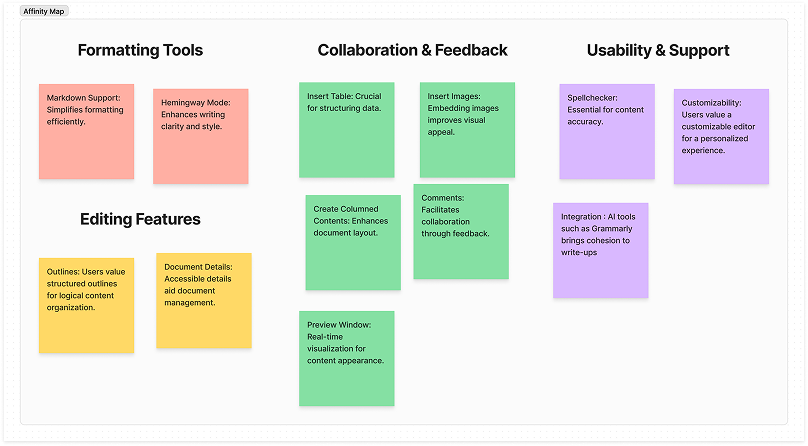 Affinity Map
Formatting Tools
Markdown Support:
Simplifies formatting
efficiently.
Hemingway Mode:
Enhances writing
clarity and style.
Editing Features
Outlines: Users value
structured outlines
for logical content
organization.
Document Details:
Accessible details
aid document
management.
Collaboration & Feedback
Insert Table: Crucial
for structuring data.
Insert Images:
Embedding images
improves visual
appeal.
Create Columned
Contents: Enhances
document layout.
Comments:
Facilitates
collaboration
through feedback.
Preview Window:
Real-time
visualization for
content appearance.
Usability & Support
Spellchecker:
Essential for content
accuracy.
Customizability:
Users value a
customizable editor
for a personalized
experience.
Integration : AI tools
such as Grammarly
brings cohesion to
write-ups